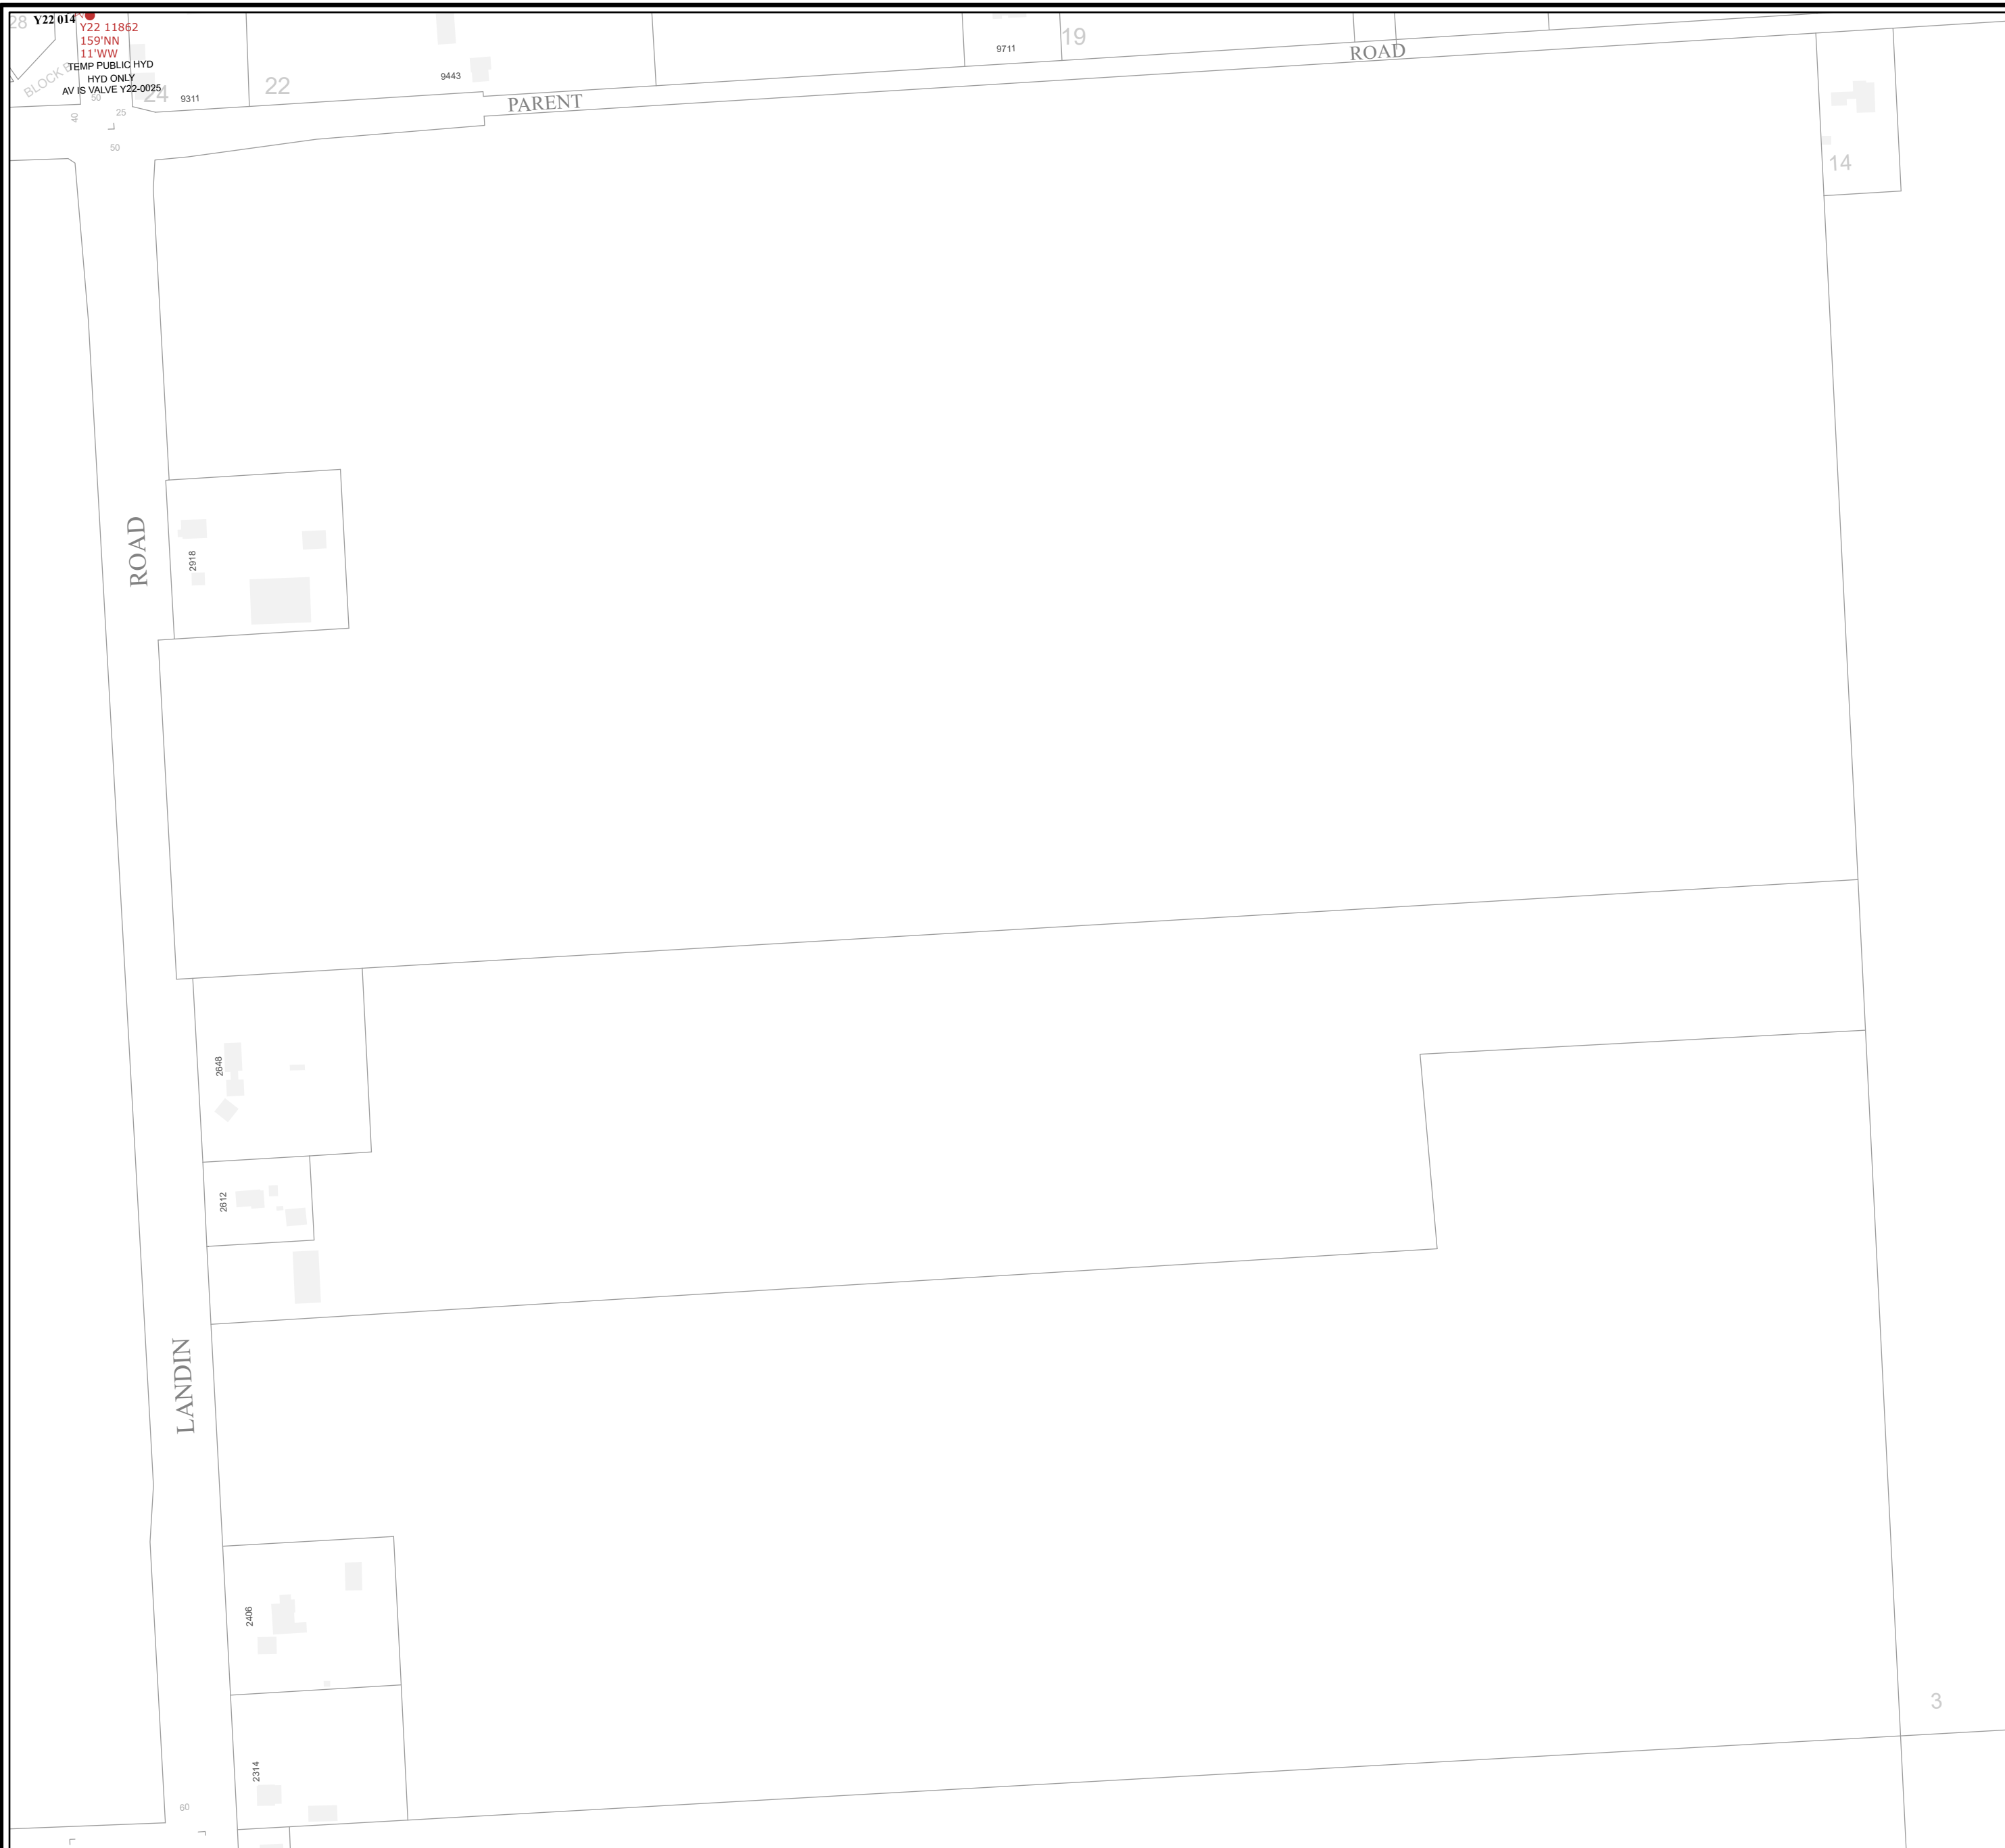 28
Y22 014
Y22 11862
159'NN
11'WW
TEMP PUBLIC HYD
HYD ONLY
AV IS VALVE Y22-0025
BLOCK
24
9311
22
9443
9711
19
ROAD
PARENT
50
40
25
50
14
ROAD
2918
2648
2612
LANDIN
2406
2314
60
3